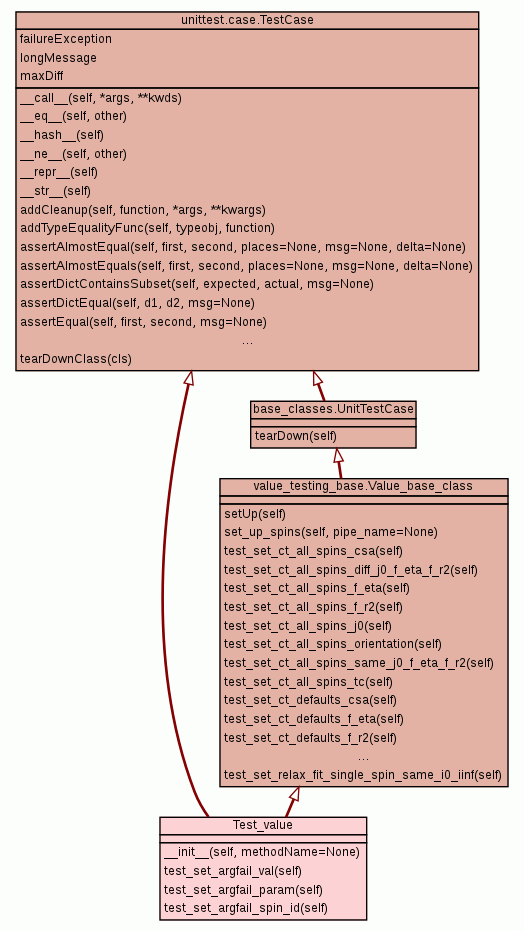 unittest.case.TestCase
failureException
longMessage
maxDiff
__call__(self, *args, **kwds)
__eq__(self, other)
__hash__(self)
__ne__(self, other)
__repr__(self)
__str__(self)
addCleanup(self, function, *args, **kwargs)
addTypeEqualityFunc(self, typeobj, function)
assertAlmostEqual(self, first, second, places=None, msg=None, delta=None)
assertAlmostEquals(self, first, second, places=None, msg=None, delta=None)
assertDictContainsSubset(self, expected, actual, msg=None)
assertDictEqual(self, d1, d2, msg=None)
assertEqual(self, first, second, msg=None)
...
tearDownClass(cls)
base_classes.UnitTestCase
tearDown(self)
value_testing_base.Value_base_class
setUp(self)
set_up_spins(self, pipe_name=None)
test_set_ct_all_spins_csa(self)
test_set_ct_all_spins_diff_j0_f_eta_f_r2(self)
test_set_ct_all_spins_f_eta(self)
test_set_ct_all_spins_f_r2(self)
test_set_ct_all_spins_j0(self)
test_set_ct_all_spins_orientation(self)
test_set_ct_all_spins_same_j0_f_eta_f_r2(self)
test_set_ct_all_spins_tc(self)
test_set_ct_defaults_csa(self)
test_set_ct_defaults_f_eta(self)
test_set_ct_defaults_f_r2(self)
...
test_set_relax_fit_single_spin_same_i0_iinf(self)
Test_value
__init__(self, methodName=None)
test_set_argfail_val(self)
test_set_argfail_param(self)
test_set_argfail_spin_id(self)